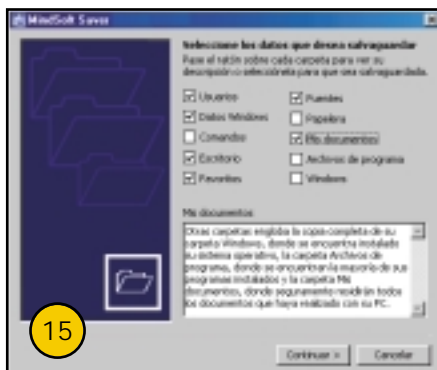 MindSoft Saver
Seleccione los datos que desea salvaguardar
Pase el ratón sobre cada carpeta para ver su
descripción o selecciónela para que sea salvaguardada.
Usuarios
Fuentes
Datos Windows
Papelera
Comandos
Mis documentos
Escritorio
Archivos de programa
Favoritos
Windows
Mis documentos
Otras carpetas engloba la copia completa de su
carpeta Windows, donde se encuentra instalado
su sistema operativo, la carpeta Archivos de
programa, donde se encuentran la mayoría de sus
programas instalados y la carpeta Mis
documentos, donde seguramente residirán todos
los documentos que haya realizado con su PC.
15
Continuar >
Cancelar